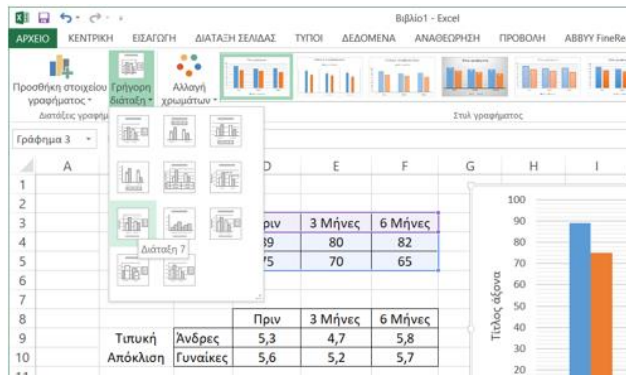 Βιβλίο1 - Excel
ΑΡΧΕΙΟ ΚΕΝΤΡΙΚΗ ΕΙΣΑΓΩΓΗ ΔΙΑΤΑΞΗ ΣΕΛΙΔΑΣ ΤΥΠΟΙ ΔΕΔΟΜΕΝΑ ΑΝΑΘΕΩΡΗΣΗ ΠΡΟΒΟΛΗ ABBYY FineRe
Προσθήκη στοιχείου γραφήματος
Γρήγορη διάταξη
Αλλαγή χρωμάτων
Διατάξεις γραφήμ
Στυλ γραφήματος
Γράφημα 3
A D E F G H I
1
2
3 Πριν 3 Μήνες 6 Μήνες
4 89 80 82
5 75 70 65
6
7
8 Πριν 3 Μήνες 6 Μήνες
9 Τυπική Άνδρες 5,3 4,7 5,8
10 Απόκλιση Γυναίκες 5,6 5,2 5,7
Διάταξη 7
100
90
80
70
60
50
40
30
20
Τίτλος άξονα